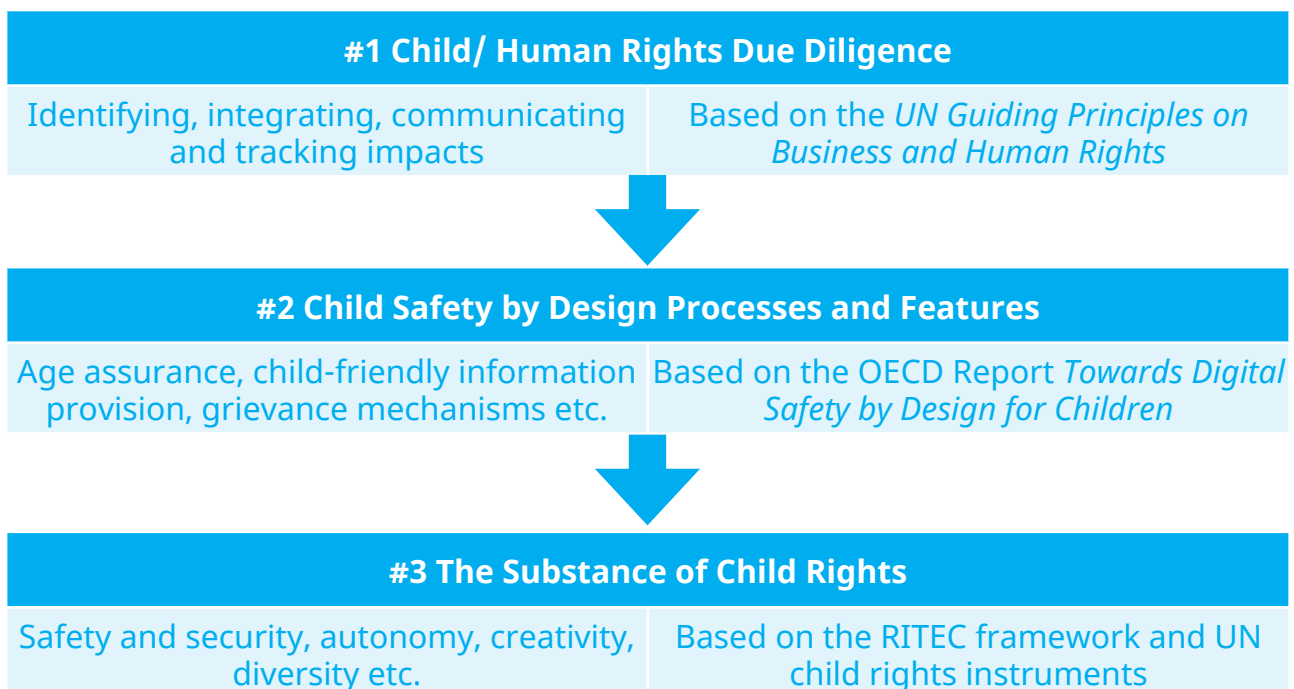 #1 Child/ Human Rights Due Diligence
Identifying, integrating, communicating
and tracking impacts
Based on the UN Guiding Principles on
Business and Human Rights
#2 Child Safety by Design Processes and Features
Age assurance, child-friendly information
provision, grievance mechanisms etc.
Based on the OECD Report Towards Digital
Safety by Design for Children
#3 The Substance of Child Rights
Safety and security, autonomy, creativity,
diversity etc.
Based on the RITEC framework and UN
child rights instruments